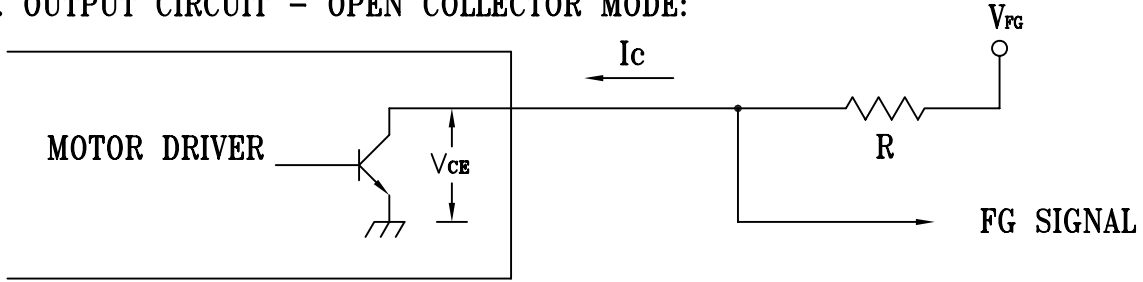 . OUTPUT CIRCUIT – OPEN COLLECTOR MODE:
VFG
Ic
MOTOR DRIVER
VCE
R
FG SIGNAL